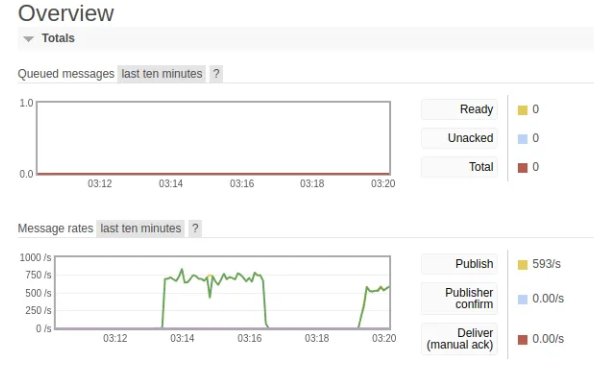 Overview
Totals
Queued messages last ten minutes ?
1.0
0.0
03:12 03:14 03:16 03:18 03:20
Ready 0
Unacked 0
Total 0
Message rates last ten minutes ?
1000 /s
750 /s
500 /s
250 /s
0 /s
03:12 03:14 03:16 03:18 03:20
Publish 593/s
Publisher
confirm 0.00/s
Deliver
(manual ack) 0.00/s